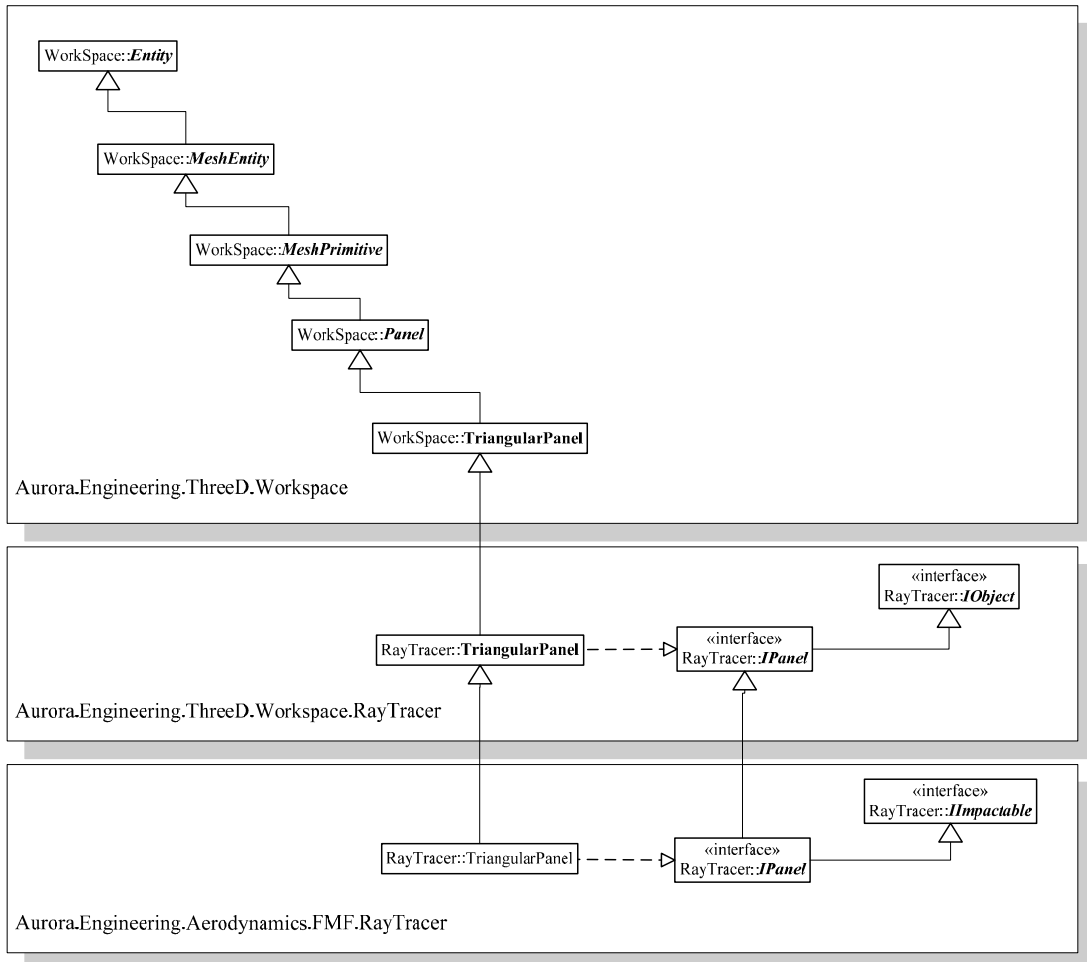 WorkSpace::Entity
WorkSpace::MeshEntity
WorkSpace::MeshPrimitive
WorkSpace::Panel
WorkSpace::TriangularPanel
Aurora.Engineering.ThreeD.Workspace
«interface»
RayTracer::IObject
RayTracer::TriangularPanel
«interface»
RayTracer::IPanel
Aurora.Engineering.ThreeD.Workspace.RayTracer
«interface»
RayTracer::IImpactable
RayTracer::TriangularPanel
«interface»
RayTracer::IPanel
Aurora.Engineering.Aerodynamics.FMF.RayTracer